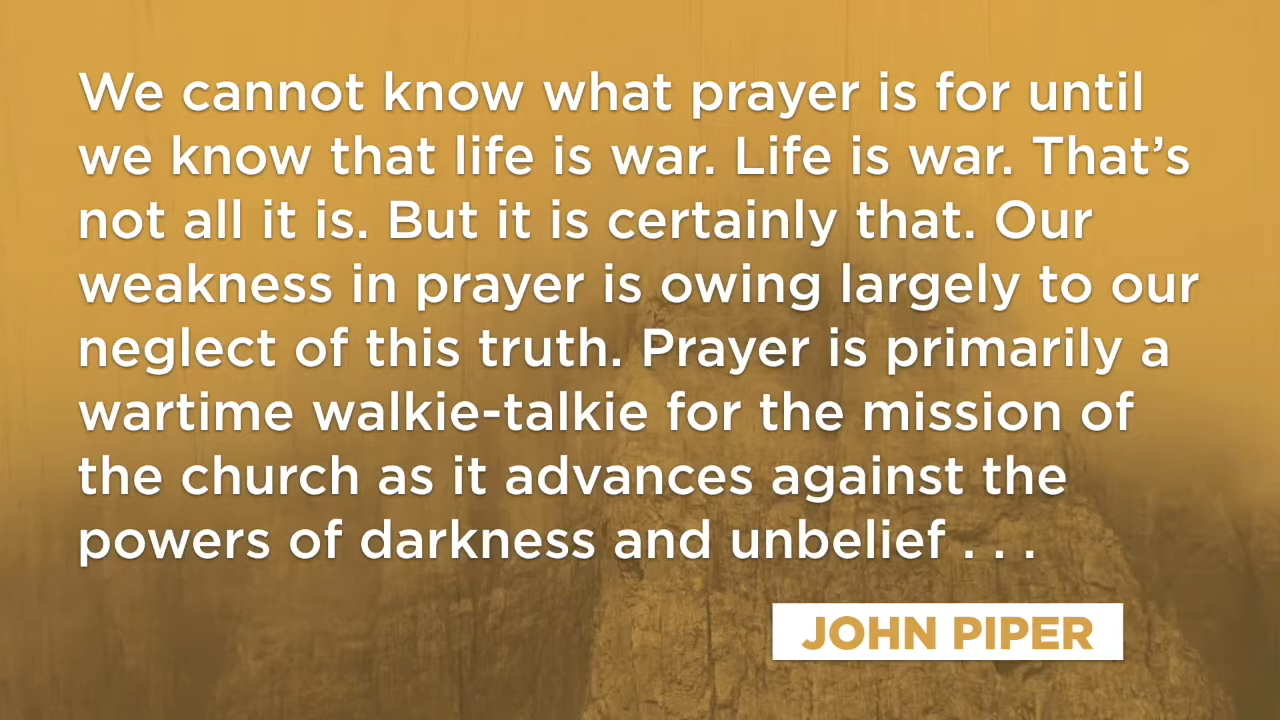 We cannot know what prayer is for until
we know that life is war. Life is war. That’s
not all it is. But it is certainly that. Our
weakness in prayer is owing largely to our
neglect of this truth. Prayer is primarily a
wartime walkie-talkie for the mission of
the church as it advances against the
powers of darkness and unbelief . . .
JOHN PIPER